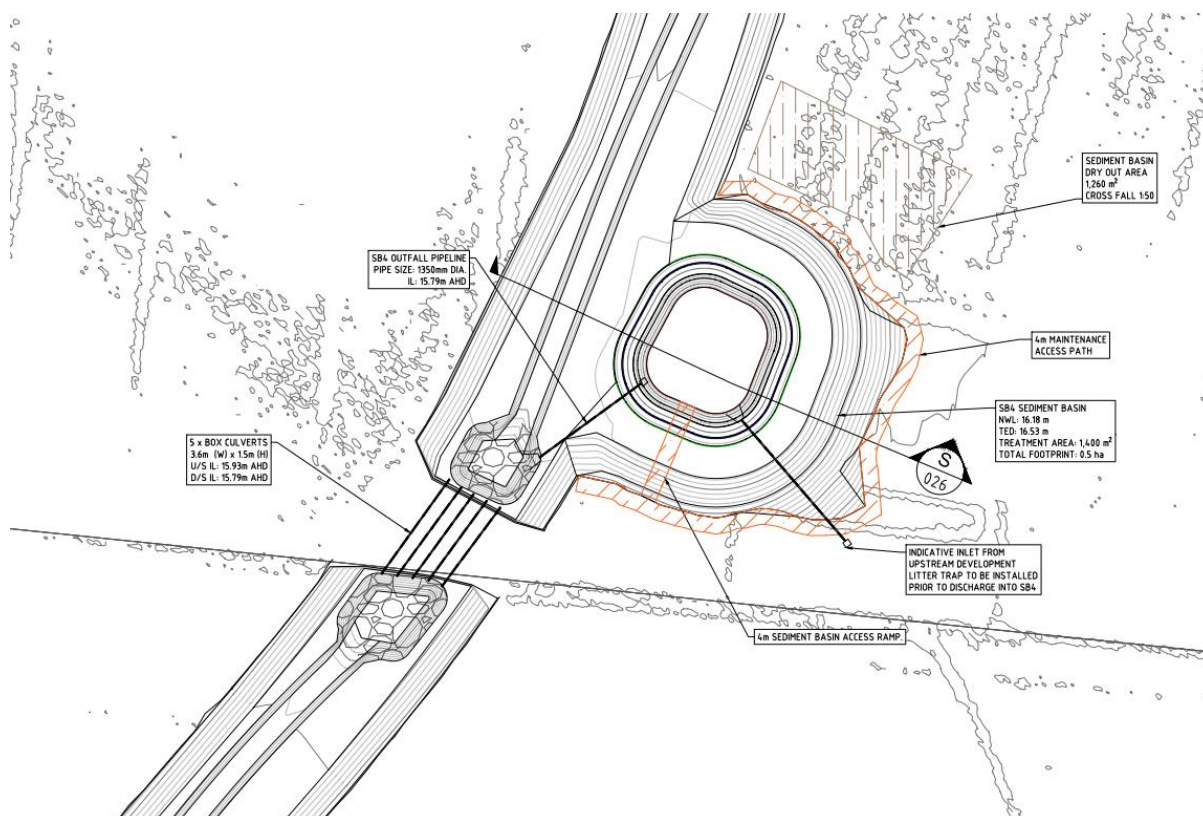 SEDIMENT BASIN
DRY OUT AREA
1,260 m²
CROSS FALL 1:50
SB4 OUTFALL PIPELINE
PIPE SIZE: 1350mm DIA.
IL: 15.79m AHD
4m MAINTENANCE
ACCESS PATH
SB4 SEDIMENT BASIN
NWL: 16.18 m
TED: 16.53 m
TREATMENT AREA: 1,400 m²
TOTAL FOOTPRINT: 0.5 ha
5 x BOX CULVERTS
3.6m (W) x 1.5m (H)
U/S IL: 15.93m AHD
D/S IL: 15.79m AHD
S
026
INDICATIVE INLET FROM
UPSTREAM DEVELOPMENT
LITTER TRAP TO BE INSTALLED
PRIOR TO DISCHARGE INTO SB4
4m SEDIMENT BASIN ACCESS RAMP.